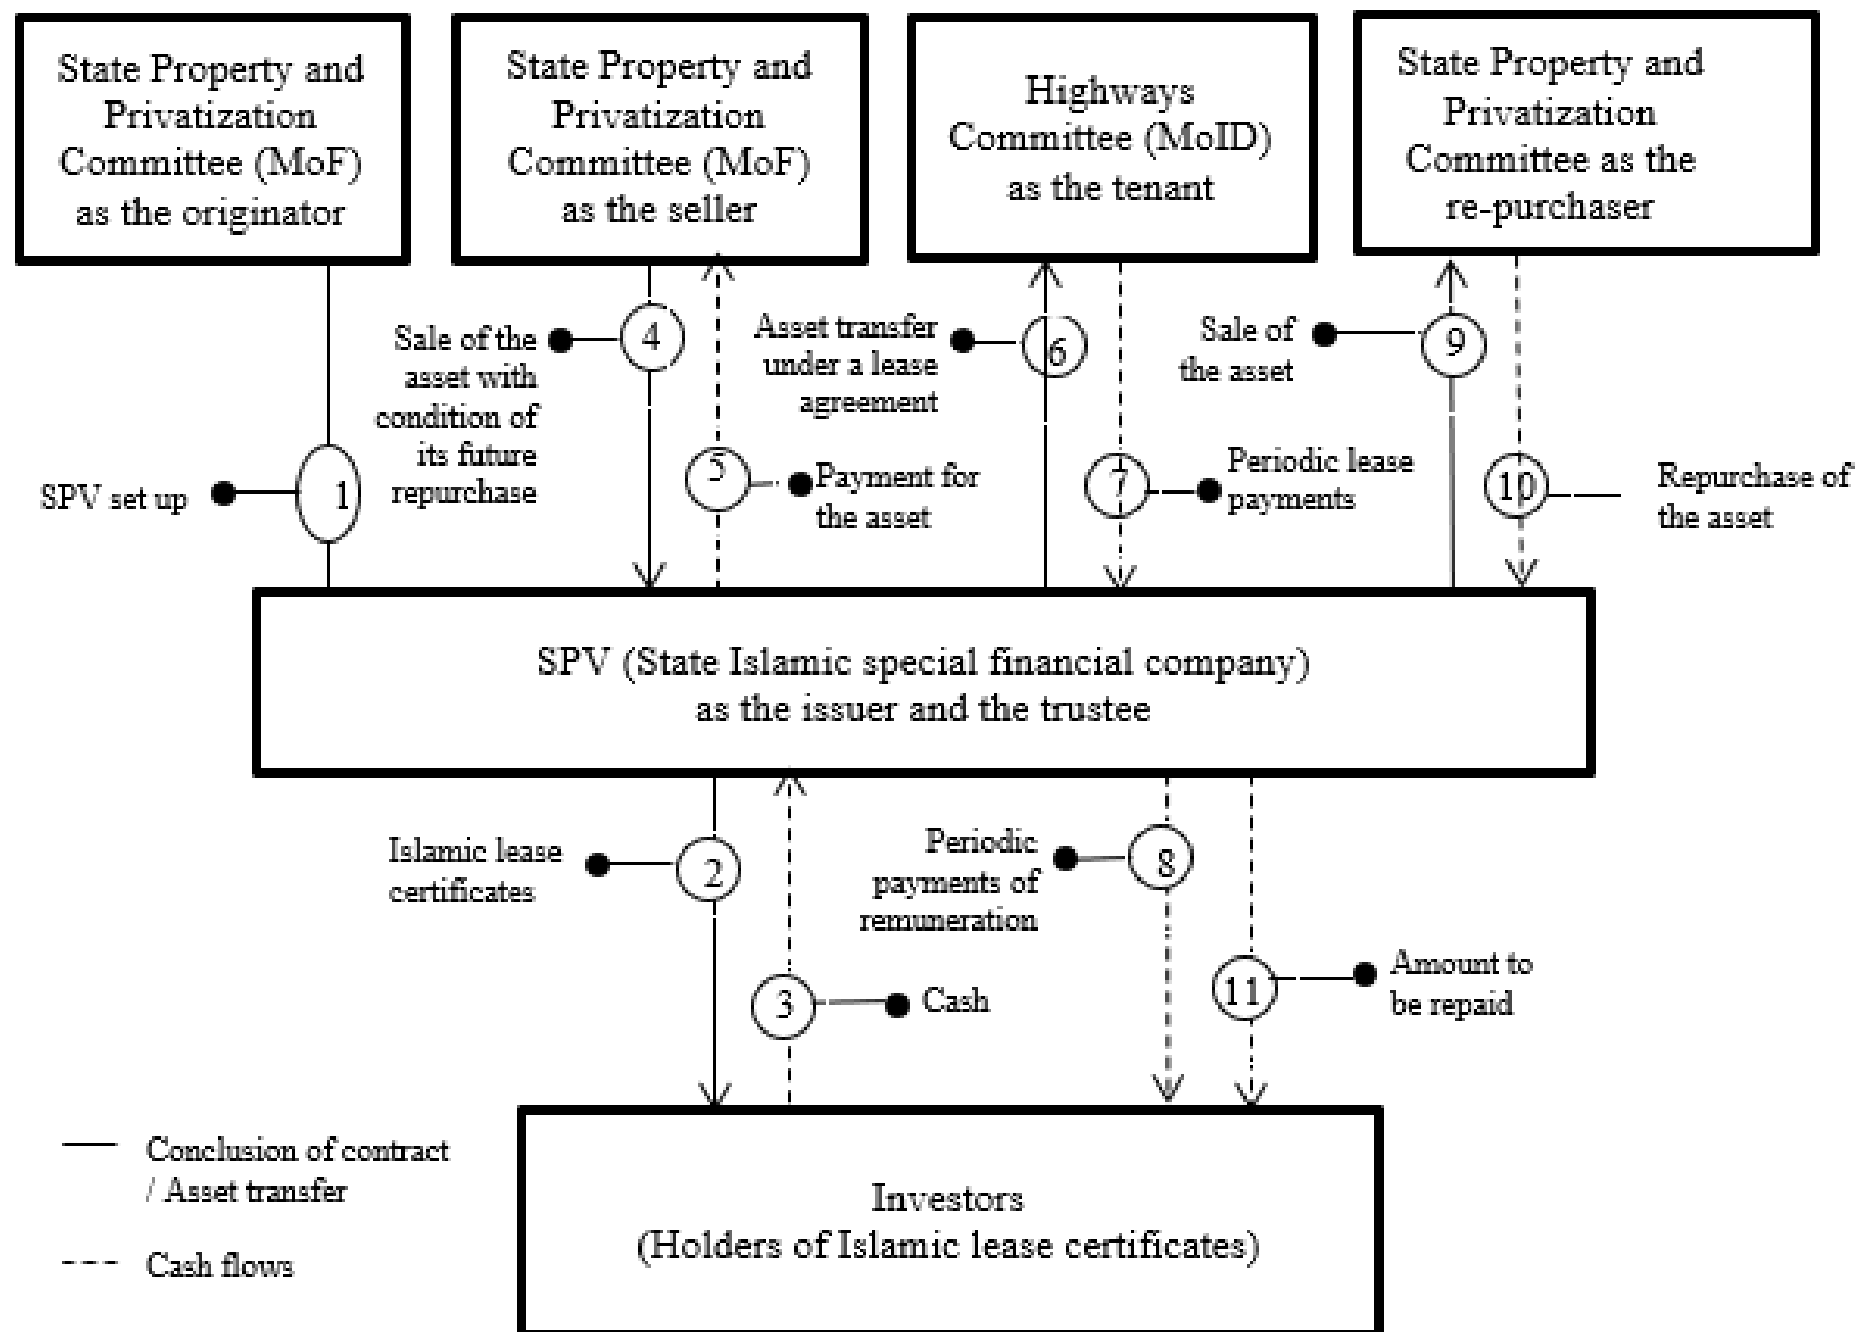 State Property and
Privatization
Committee (MoF)
as the originator
State Property and
Privatization
Committee (MoF)
as the seller
Highways
Committee (MoID)
as the tenant
State Property and
Privatization
Committee as the
re-purchaser
SPV set up
1
Sale of the
asset with
condition of
its future
repurchase
4
5
Payment for
the asset
Asset transfer
under a lease
agreement
6
7
Periodic lease
payments
Sale of
the asset
9
10
Repurchase of
the asset
SPV (State Islamic special financial company)
as the issuer and the trustee
Islamic lease
certificates
2
3
Cash
Periodic
payments of
remuneration
8
11
Amount to
be repaid
Conclusion of contract
/ Asset transfer
Cash flows
Investors
(Holders of Islamic lease certificates)